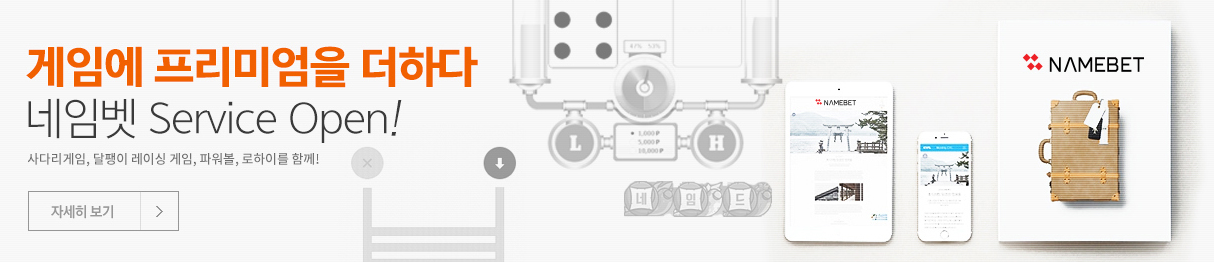 게임에 프리미엄을 더하다
네임벳 Service Open!
사다리게임, 달팽이 레이싱 게임, 파워볼, 로하이를 함께!
자세히 보기
47% 53%
L
1,000 P
5,000 P
10,000 P
H
네 임 드
NAMEBET
NAMEBET